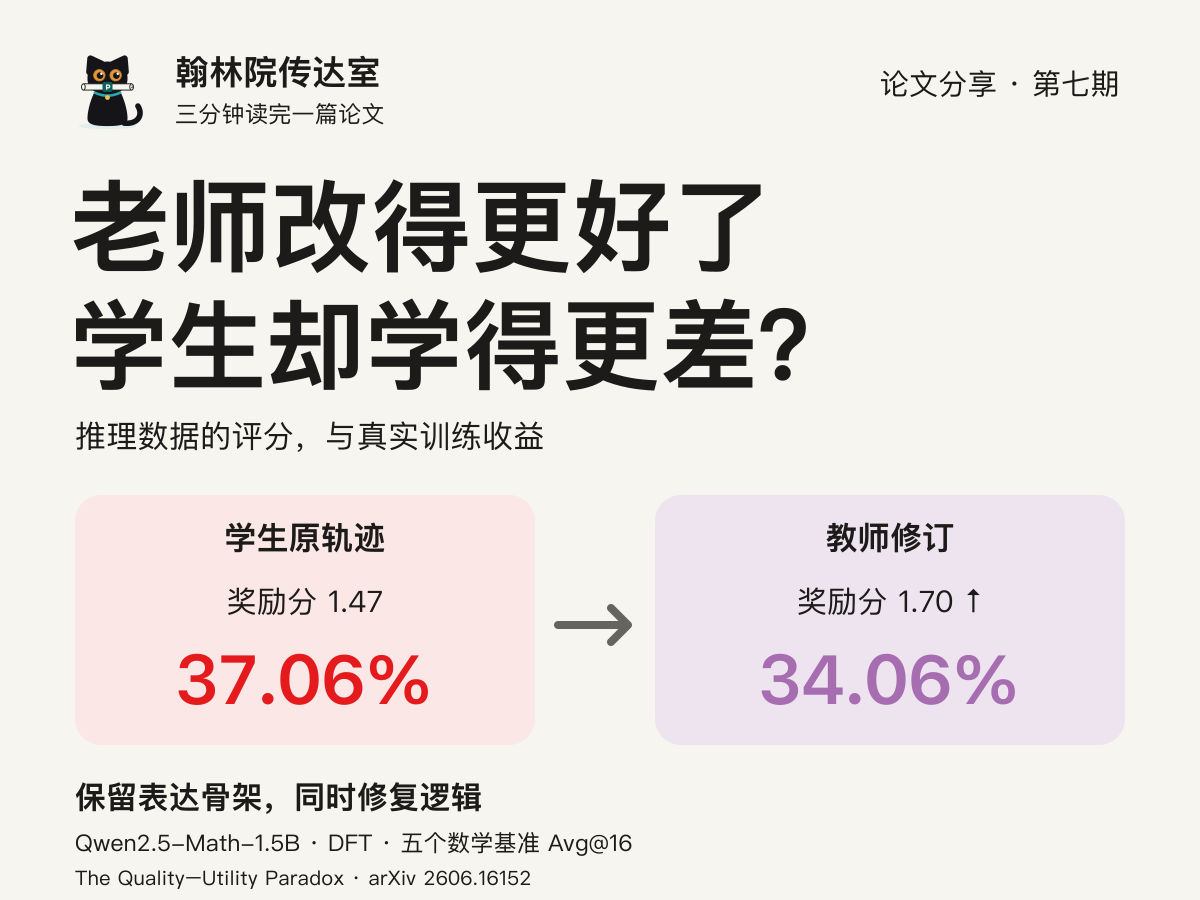 翰林院传达室
三分钟读完一篇论文
论文分享 · 第七期
老师改得更好了
学生却学得更差?
推理数据的评分，与真实训练收益
学生原轨迹
奖励分 1.47
37.06%
教师修订
奖励分 1.70 ↑
34.06%
保留表达骨架，同时修复逻辑
Qwen2.5-Math-1.5B · DFT · 五个数学基准 Avg@16
The Quality—Utility Paradox · arXiv 2606.16152